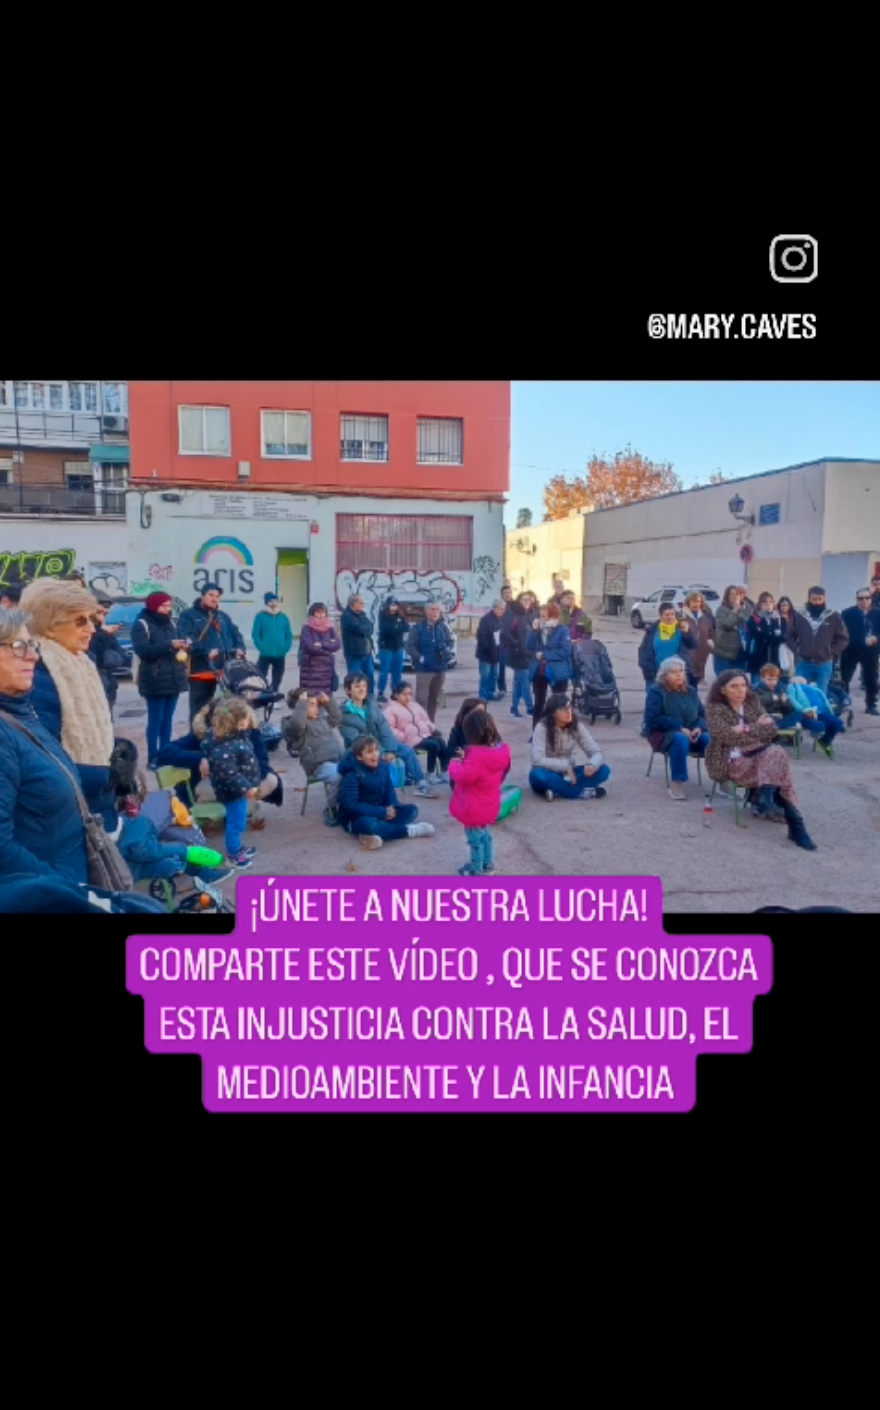 @MARY.CAVES
aris
¡ÚNETE A NUESTRA LUCHA!
COMPARTE ESTE VÍDEO , QUE SE CONOZCA
ESTA INJUSTICIA CONTRA LA SALUD, EL
MEDIOAMBIENTE Y LA INFANCIA